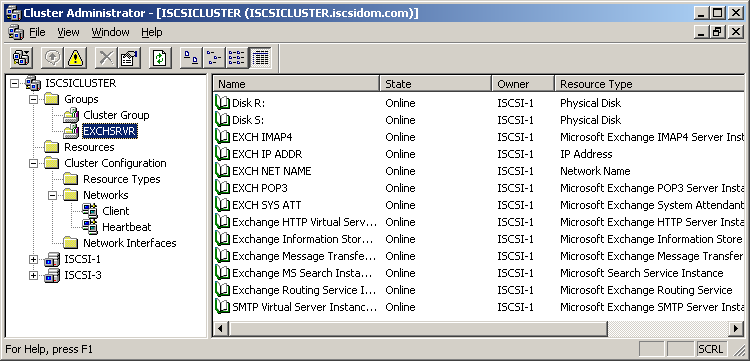 Cluster Administrator - [ISCSICLUSTER (ISCSICLUSTER.iscsidom.com)]
File View Window Help
ISCSICLUSTER
Groups
Cluster Group
EXCHSRVR
Resources
Cluster Configuration
Resource Types
Networks
Client
Heartbeat
Network Interfaces
ISCSI-1
ISCSI-3
Name State Owner Resource Type
Disk R: Online ISCSI-1 Physical Disk
Disk S: Online ISCSI-1 Physical Disk
EXCH IMAP4 Online ISCSI-1 Microsoft Exchange IMAP4 Server Inst
EXCH IP ADDR Online ISCSI-1 IP Address
EXCH NET NAME Online ISCSI-1 Network Name
EXCH POP3 Online ISCSI-1 Microsoft Exchange POP3 Server Insta
EXCH SYS ATT Online ISCSI-1 Microsoft Exchange System Attendant
Exchange HTTP Virtual Serv... Online ISCSI-1 Microsoft Exchange HTTP Server Insta
Exchange Information Store... Online ISCSI-1 Microsoft Exchange Information Store
Exchange Message Transfe... Online ISCSI-1 Microsoft Exchange Message Transfer
Exchange MS Search Insta... Online ISCSI-1 Microsoft Search Service Instance
Exchange Routing Service I... Online ISCSI-1 Microsoft Exchange Routing Service
SMTP Virtual Server Instanc... Online ISCSI-1 Microsoft Exchange SMTP Server Insta
For Help, press F1
SCRL